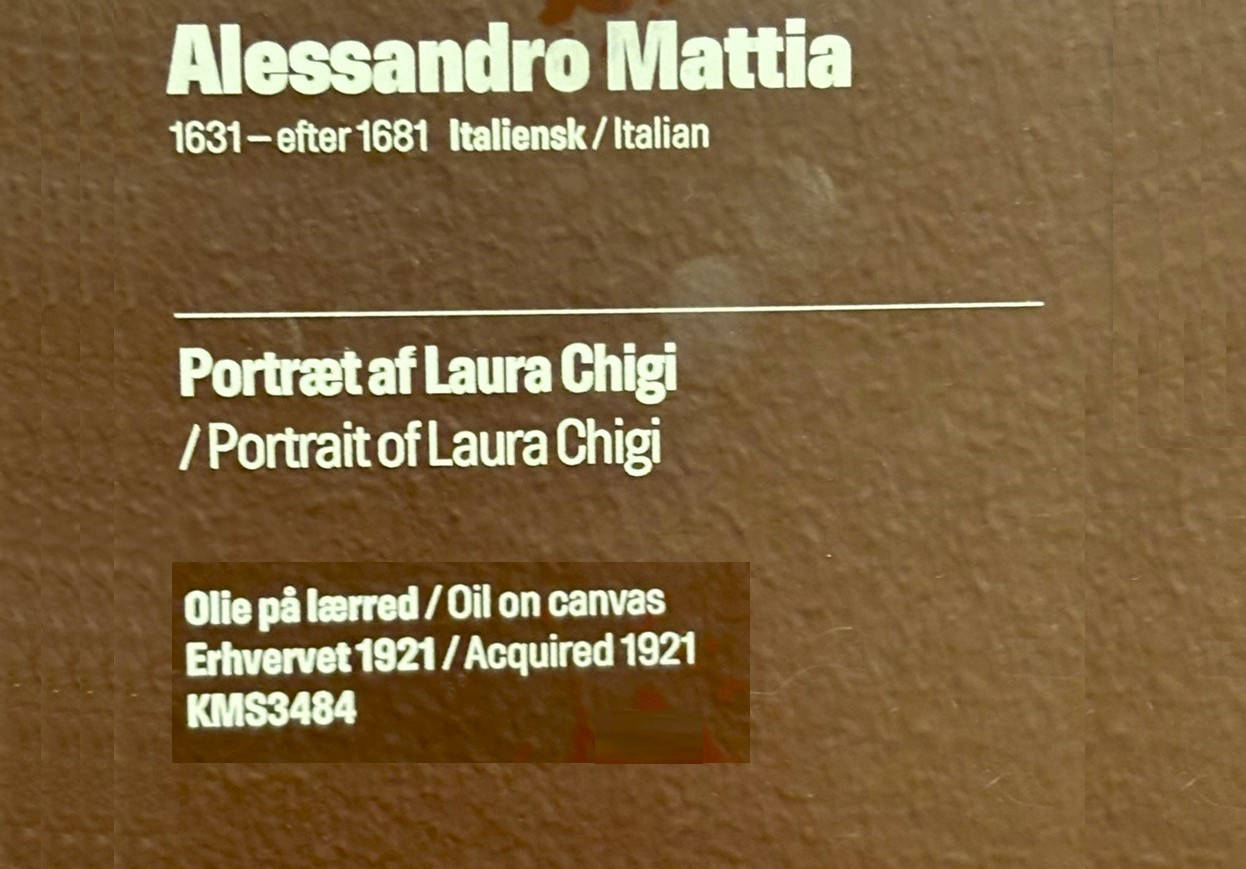 Alessandro Mattia
1631 – efter 1681 Italiensk / Italian
Portræt af Laura Chigi
/ Portrait of Laura Chigi
Olie på lærred / Oil on canvas
Erhvervet 1921 / Acquired 1921
KMS3484